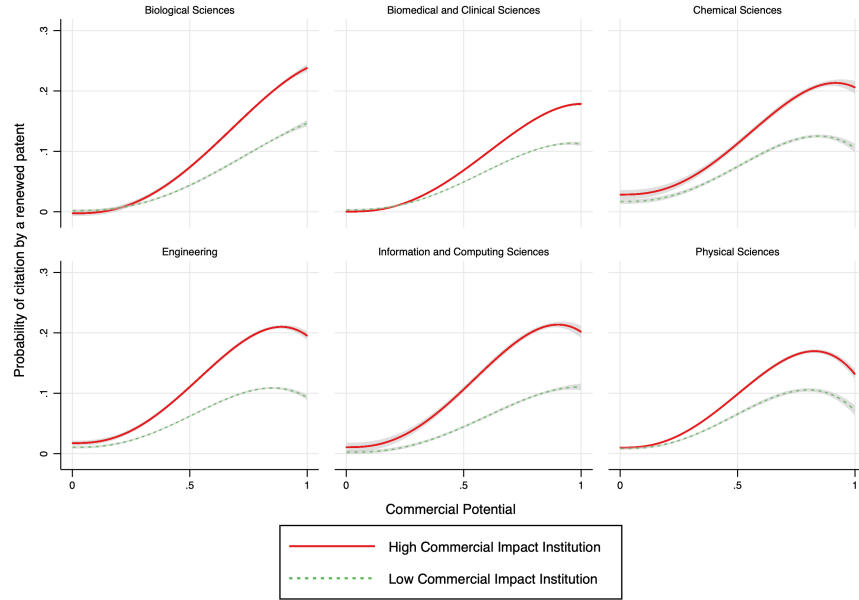 Biological Sciences
Biomedical and Clinical Sciences
Chemical Sciences
.3
.2
.1
0
Engineering
Information and Computing Sciences
Physical Sciences
.3
.2
.1
0
Probability of citation by a renewed patent
0 .5 1
0 .5 1
0 .5 1
Commercial Potential
High Commercial Impact Institution
Low Commercial Impact Institution